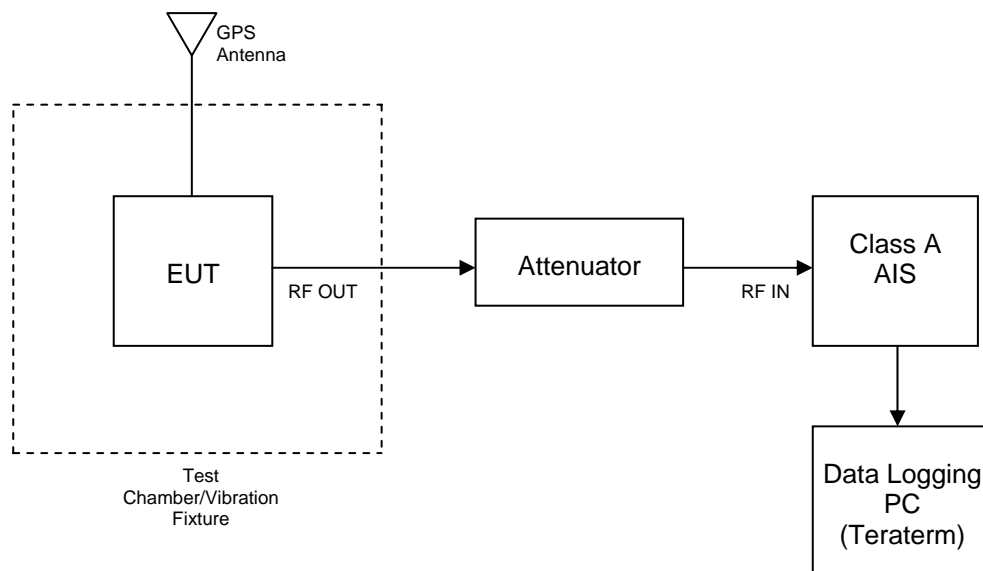 GPS
Antenna
EUT
RF OUT
Attenuator
RF IN
Class A
AIS
Test
Chamber/Vibration
Fixture
Data Logging
PC
(Teraterm)